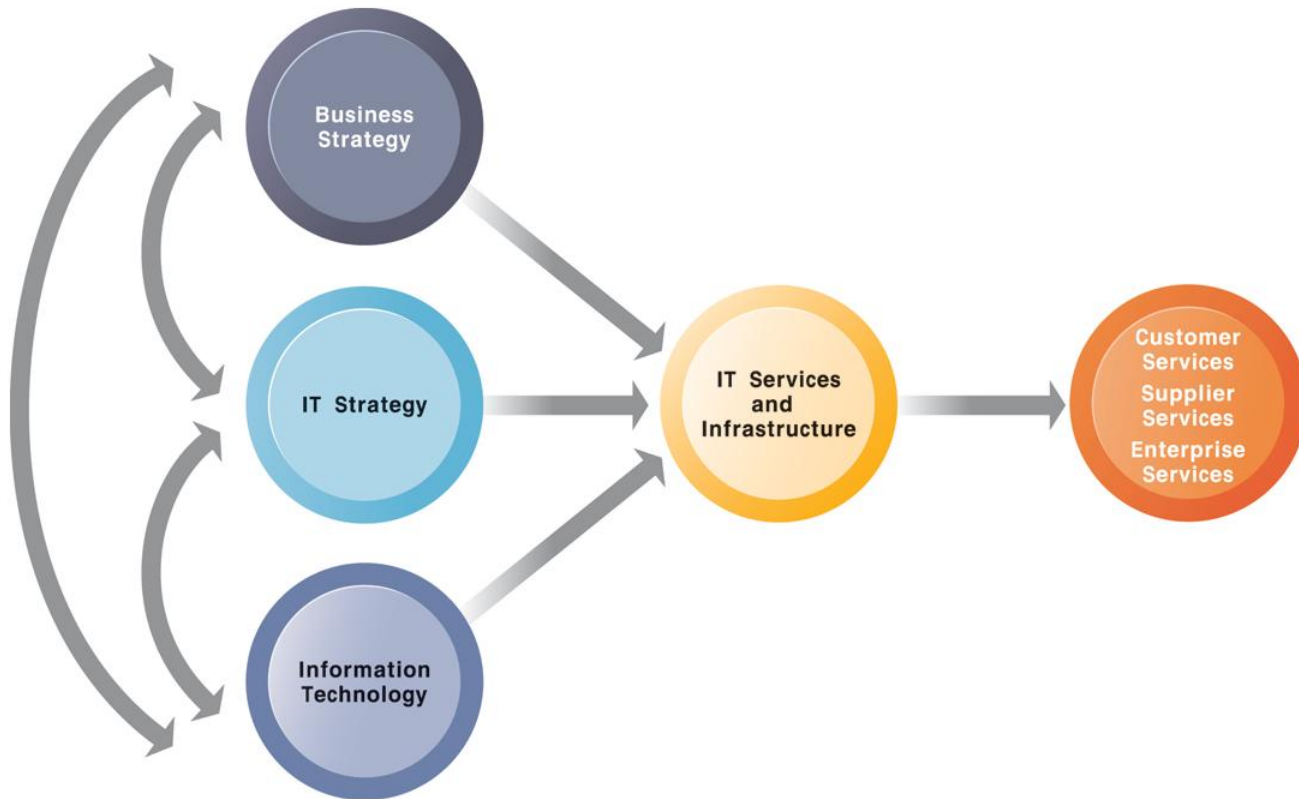 Business
Strategy
IT Strategy
Information
Technology
IT Services
and
Infrastructure
Customer
Services
Supplier
Services
Enterprise
Services